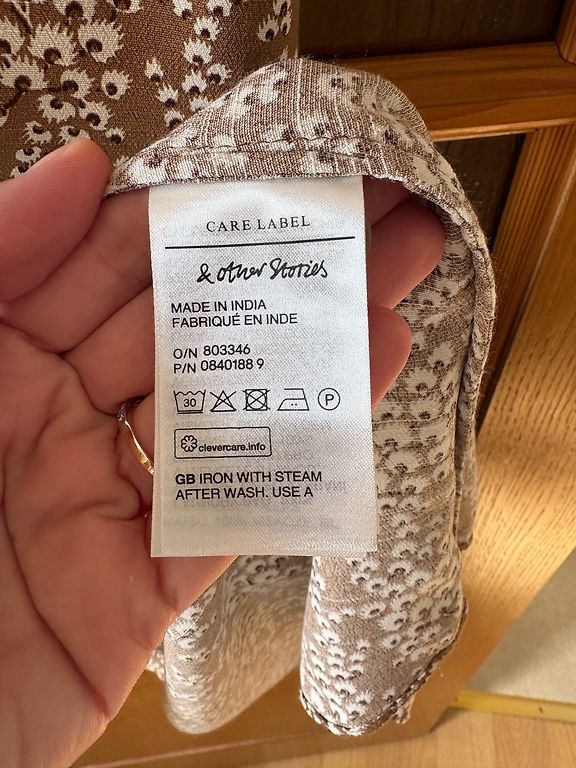 CARE LABEL
& other Stories
MADE IN INDIA
FABRIQUÉ EN INDE
O/N 803346
P/N 0840188 9
30 P
clevercare.info
GB IRON WITH STEAM
AFTER WASH. USE A